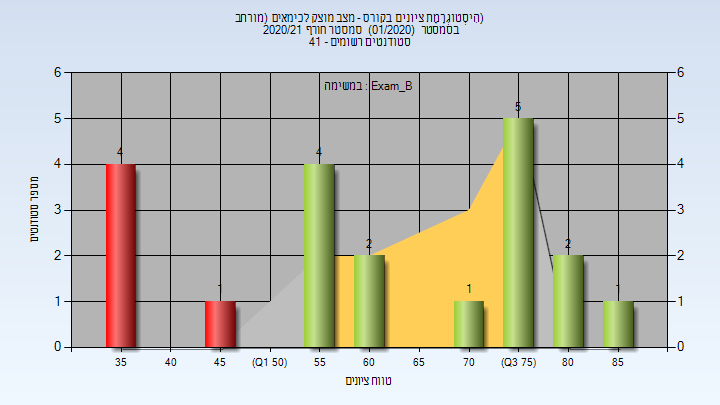 (היסטוגרמת ציונים בקורס - מצב מוצק לכימאים (מורחב
בסמסטר (01/2020) סמסטר חורף 2020/21
סטודנטים רשומים - 41
במשימה : Exam_B
6 6
5 5
4 4
3 3
2 2
1 1
0 0
4 1 4 2 1 5 2 1
מספר סטודנטים
35 40 45 (Q1 50) 55 60 65 70 (Q3 75) 80 85
טווח ציונים